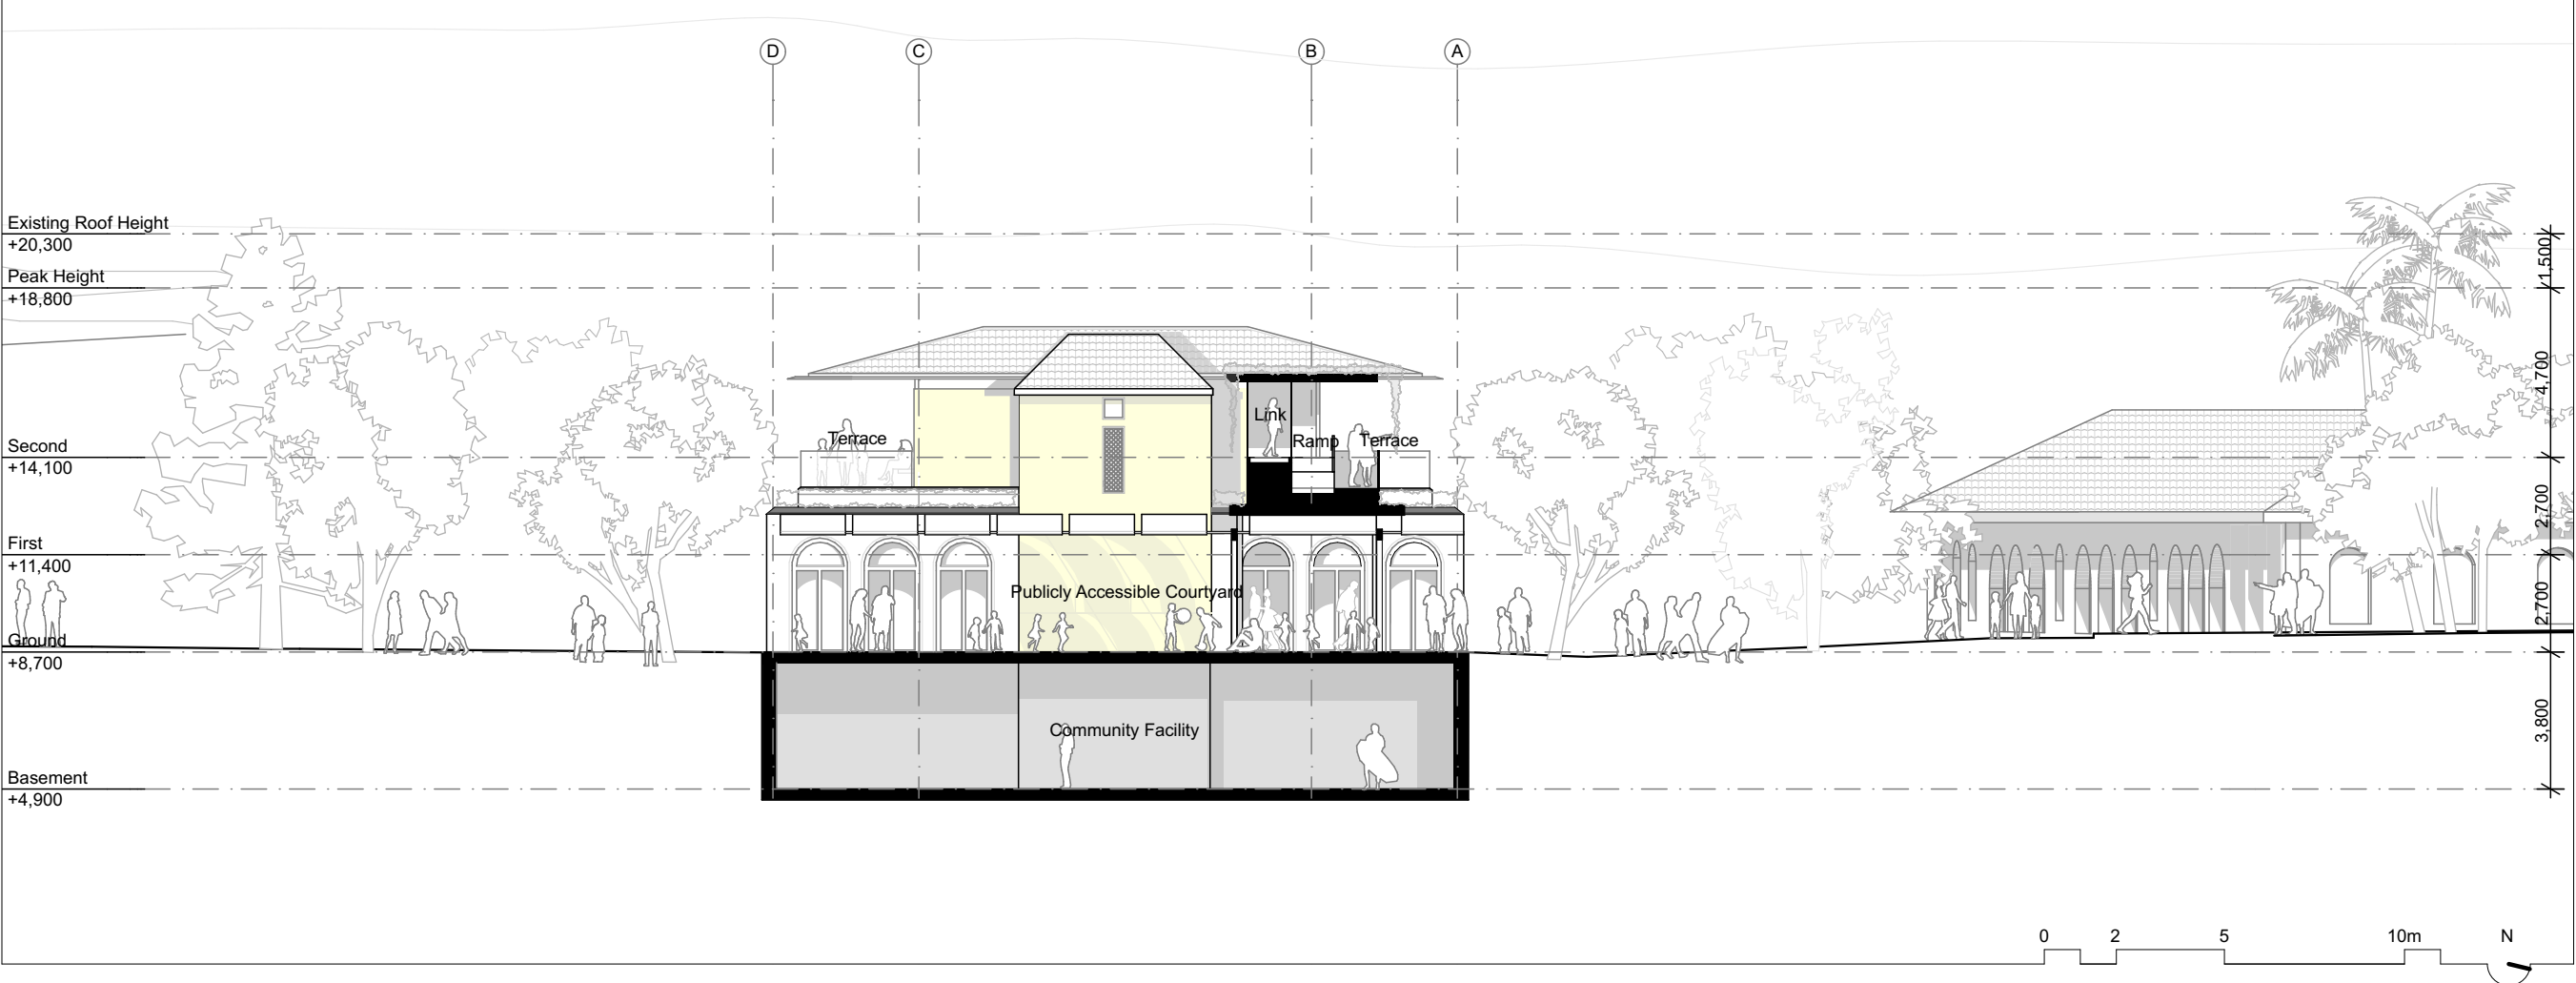 D
C
B
A
Existing Roof Height
+20,300
Peak Height
+18,800
Second
+14,100
First
+11,400
Ground
+8,700
Basement
+4,900
Terrace
Link
Ramp
Terrace
Publicly Accessible Courtyard
Community Facility
1,500
4,700
2,700
2,700
3,800
0 2 5 10m N